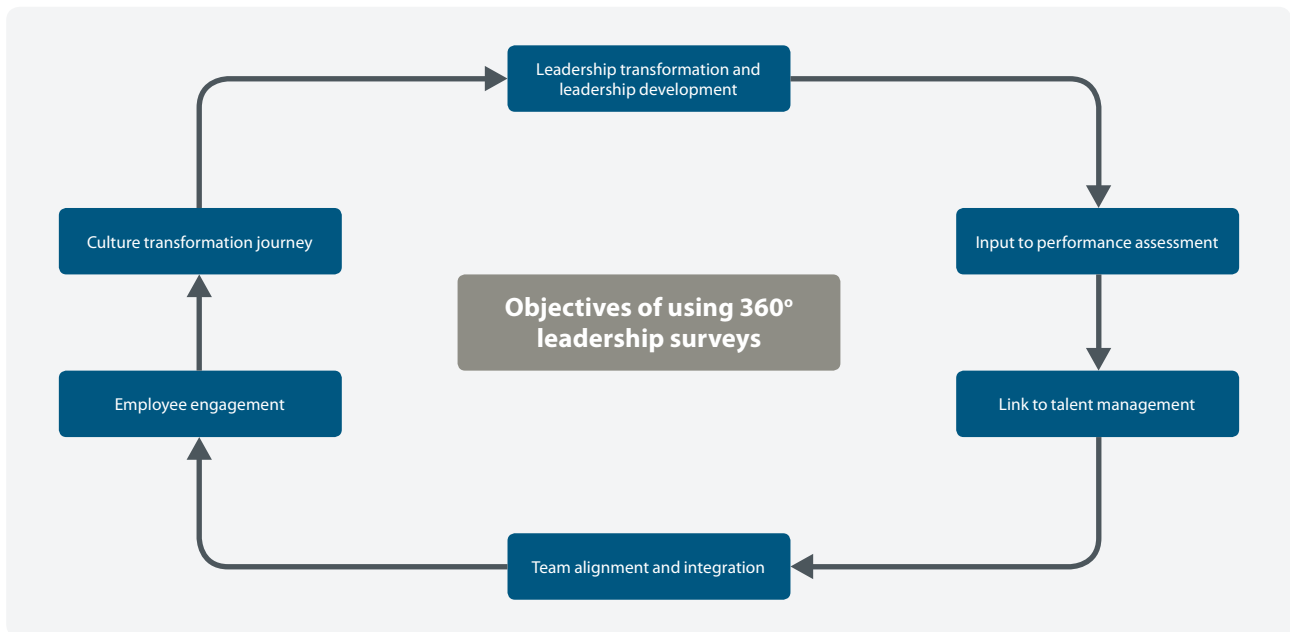 Leadership transformation and
leadership development
Culture transformation journey
Input to performance assessment
Objectives of using 360º
leadership surveys
Employee engagement
Link to talent management
Team alignment and integration